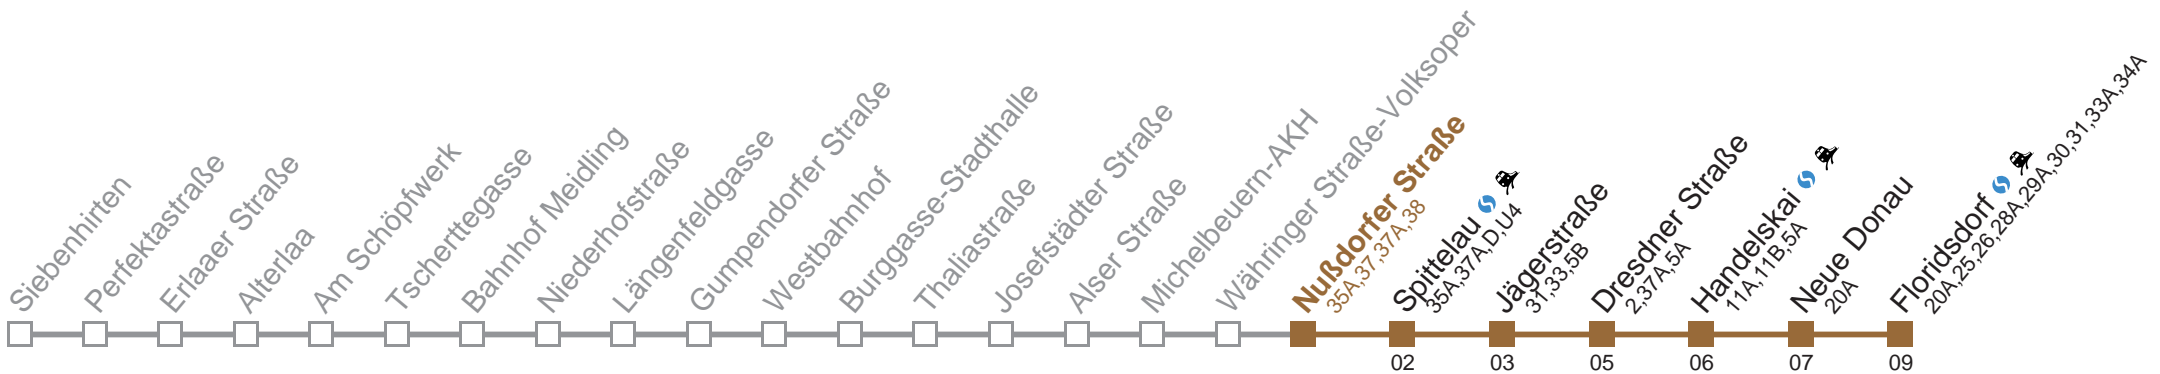 Siebenhirten
Perfektastraße
Erlaaer Straße
Alterlaa
Am Schöpfwerk
Tscherttegasse
Bahnhof Meidling
Niederhofstraße
Längenfeldgasse
Gumpendorfer Straße
Westbahnhof
Burggasse-Stadthalle
Thaliastraße
Josefstädter Straße
Alser Straße
Michelbeuern-AKH
Währinger Straße-Volksoper
Nußdorfer Straße
35A,37,37A,38
Spittelau
35A,37A,D,U4
02
Jägerstraße
31,33,5B
03
Dresdner Straße
2,37A,5A
05
Handelskai
11A,11B,5A
06
Neue Donau
20A
07
Floridsdorf
20A,25,26,28A,29A,30,31,33A,34A
09